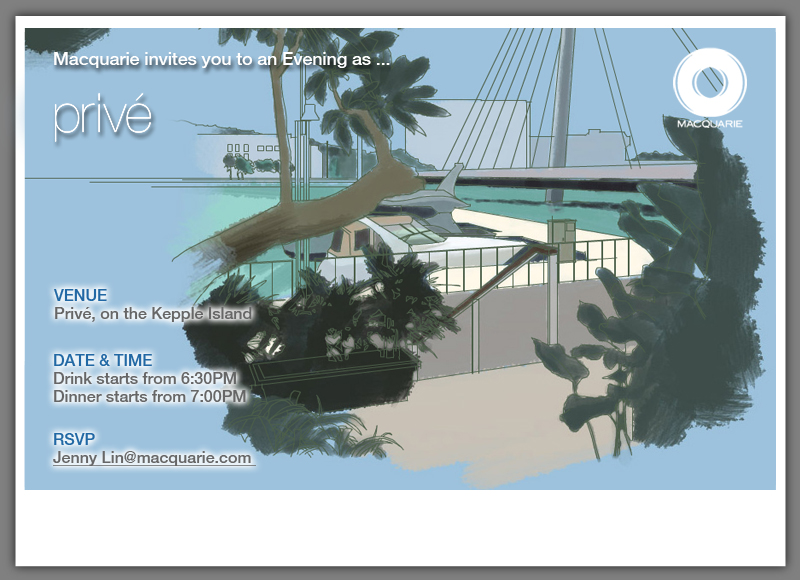 Macquarie invites you to an Evening as ...
privé
MACQUARIE
VENUE
Privé, on the Kepple Island
DATE & TIME
Drink starts from 6:30PM
Dinner starts from 7:00PM
RSVP
Jenny Lin@macquarie.com